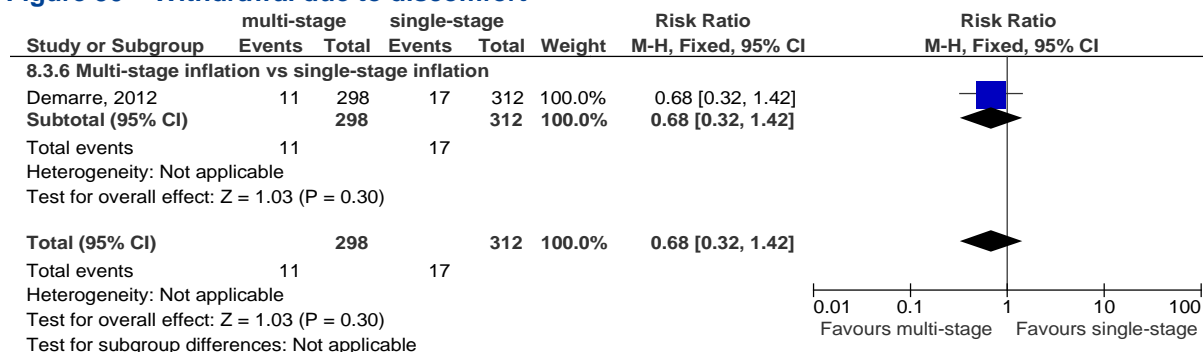 multi-stage single-stage Risk Ratio Risk Ratio
Study or Subgroup Events Total Events Total Weight M-H, Fixed, 95% CI M-H, Fixed, 95% CI
8.3.6 Multi-stage inflation vs single-stage inflation
Demarre, 2012 11 298 17 312 100.0% 0.68 [0.32, 1.42]
Subtotal (95% CI) 298 312 100.0% 0.68 [0.32, 1.42]
Total events 11 17
Heterogeneity: Not applicable
Test for overall effect: Z = 1.03 (P = 0.30)
Total (95% CI) 298 312 100.0% 0.68 [0.32, 1.42]
Total events 11 17
Heterogeneity: Not applicable
Test for overall effect: Z = 1.03 (P = 0.30)
Test for subgroup differences: Not applicable
0.01 0.1 1 10 100
Favours multi-stage Favours single-stage